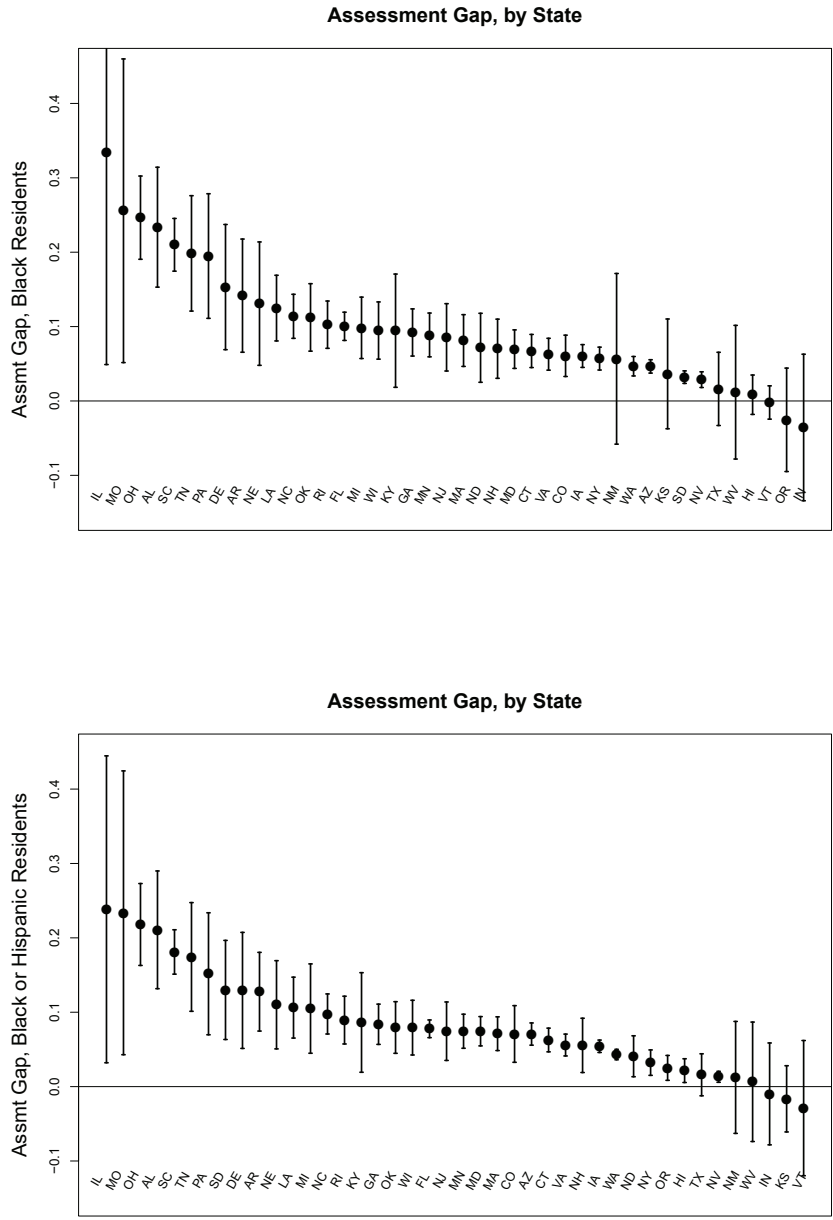 Assessment Gap, by State
Assmt Gap, Black Residents
0.4
0.3
0.2
0.1
0.0
−0.1
IL MO OH AL SC TN PA DE AR NE LA NC OK RI FL MI WI KY GA MN NJ MA ND NH MD CT VA CO IA NY NM WA AZ KS SD NV TX WV HI VT OR IN
Assessment Gap, by State
Assmt Gap, Black or Hispanic Residents
0.4
0.3
0.2
0.1
0.0
−0.1
IL MO OH AL SC TN PA SD DE AR NE LA MI NC RI KY GA OK WI FL NJ MN MD MA CO AZ CT VA NH IA WA ND NY OR HI TX NV NM WV IN KS VT